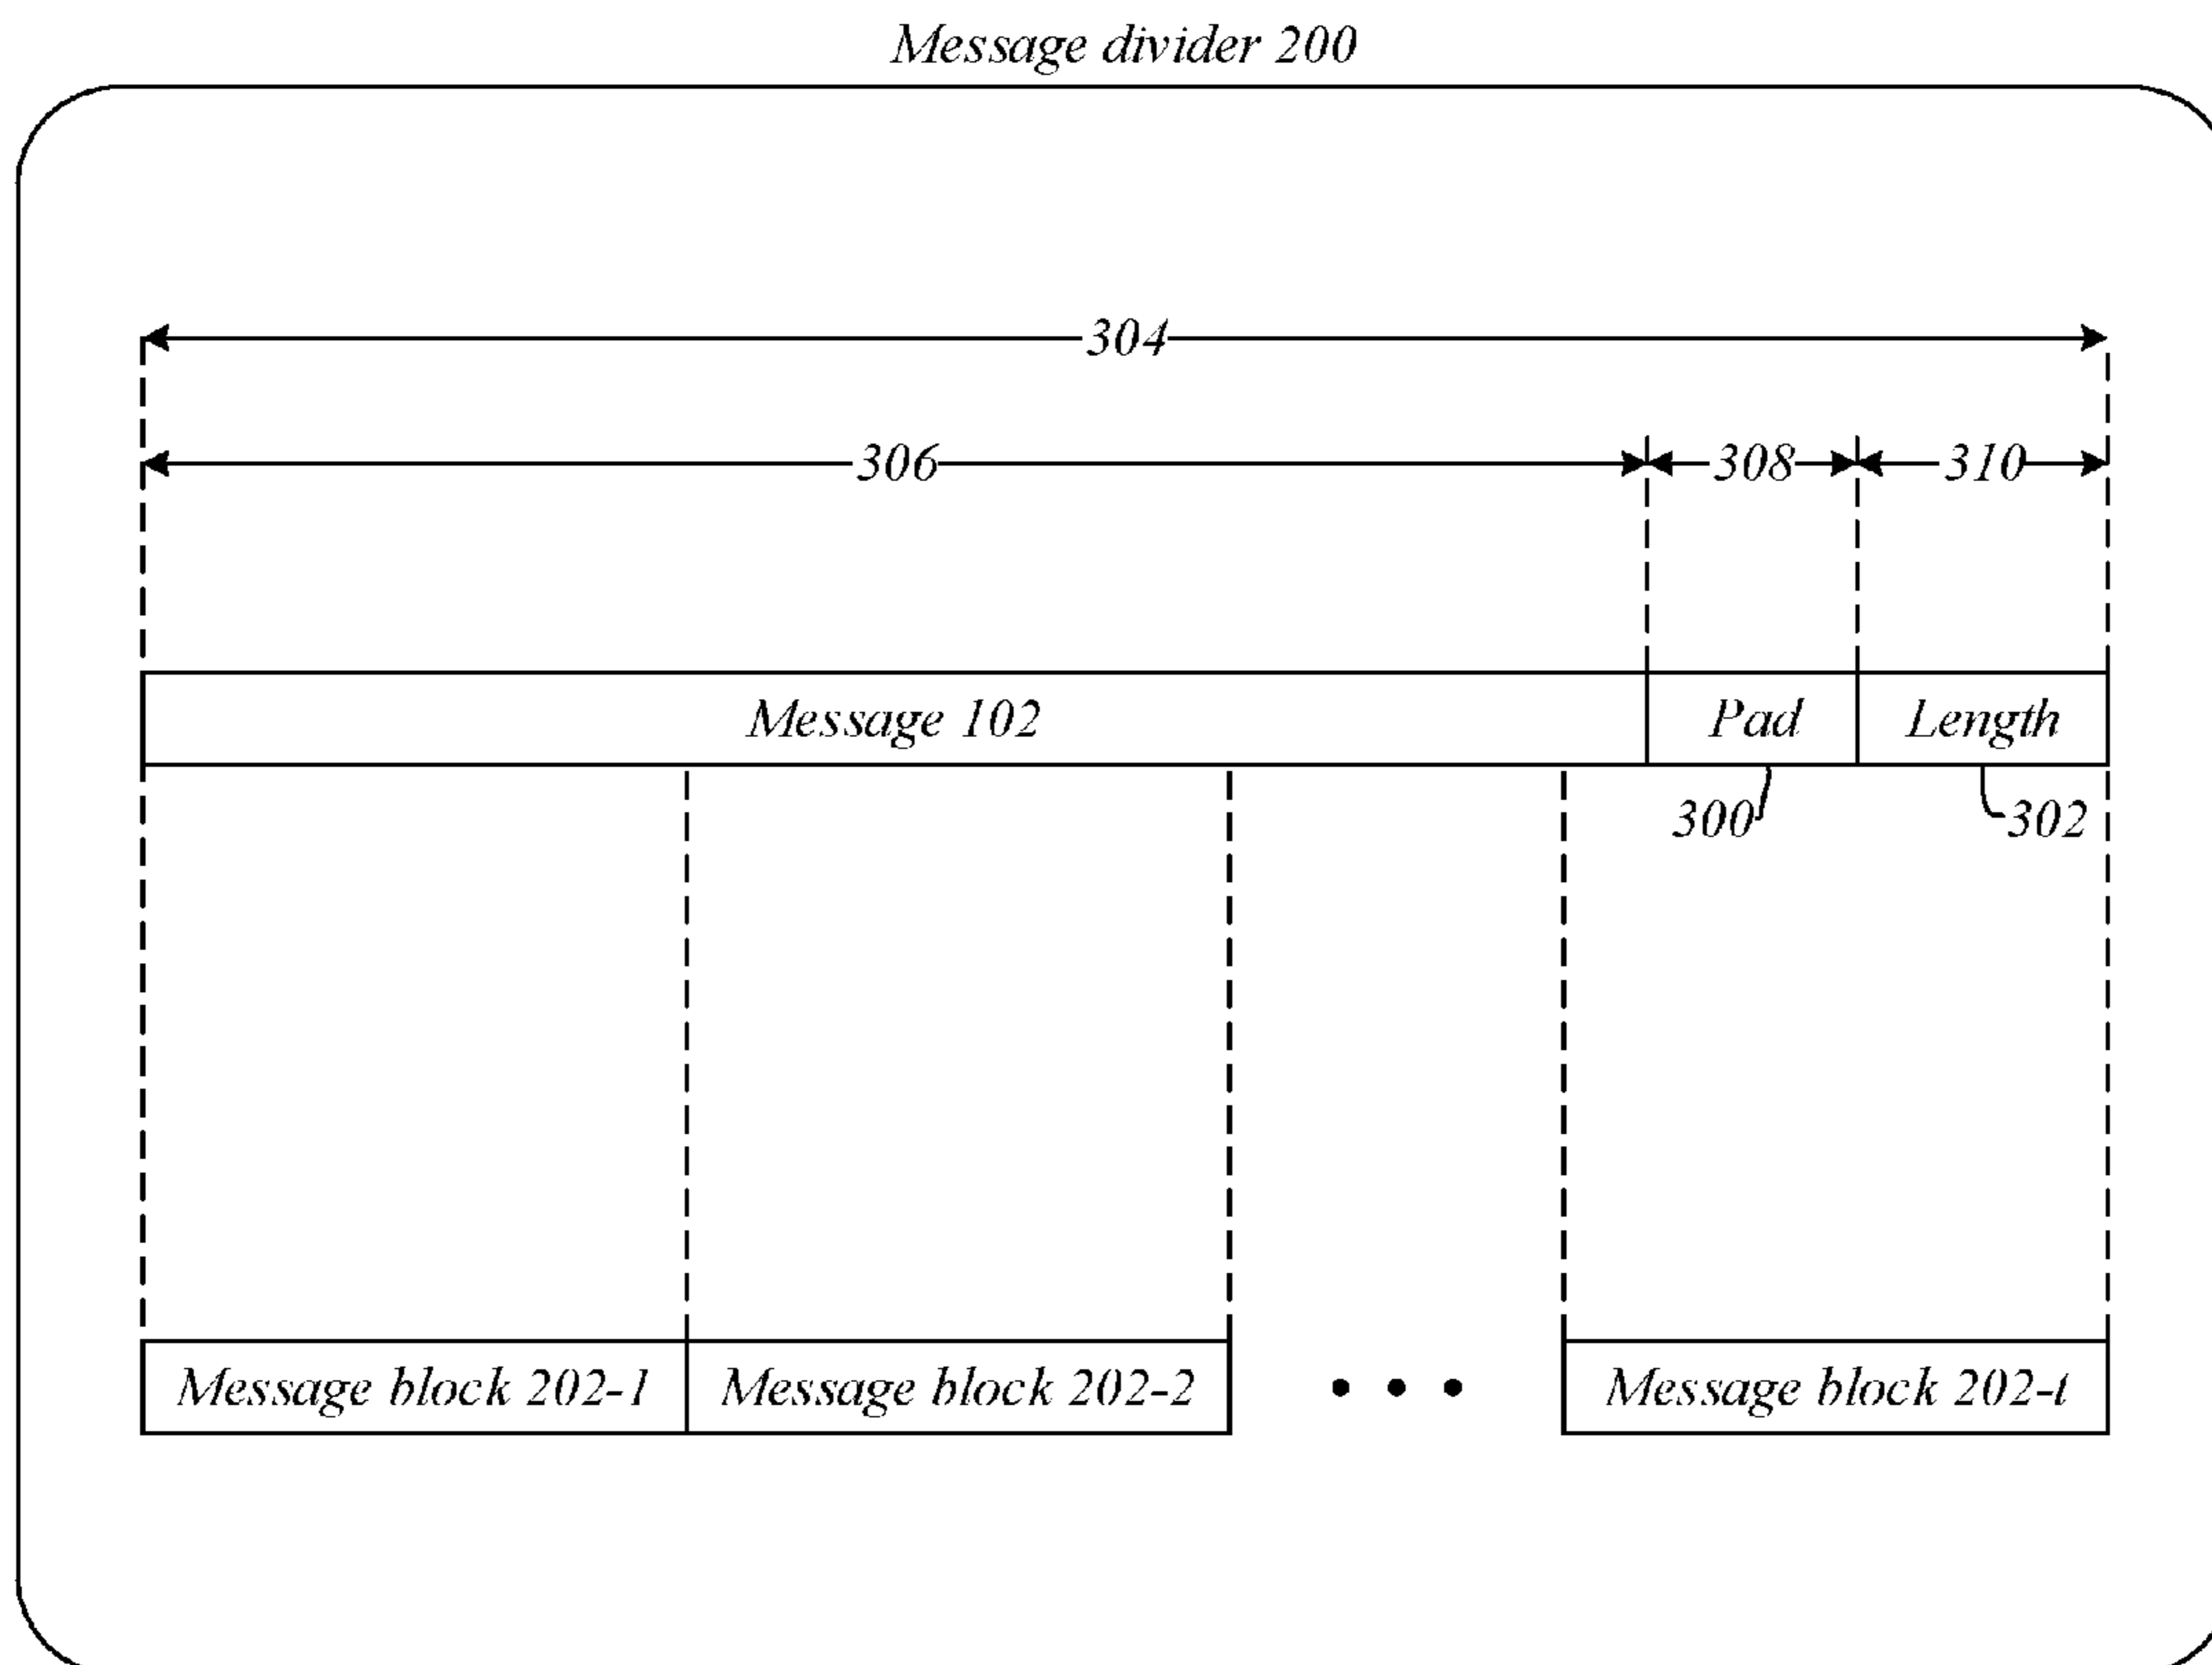 Message divider 200
304
306 308 310
Message 102 Pad Length
300 302
Message block 202-1 Message block 202-2 • • • Message block 202-t